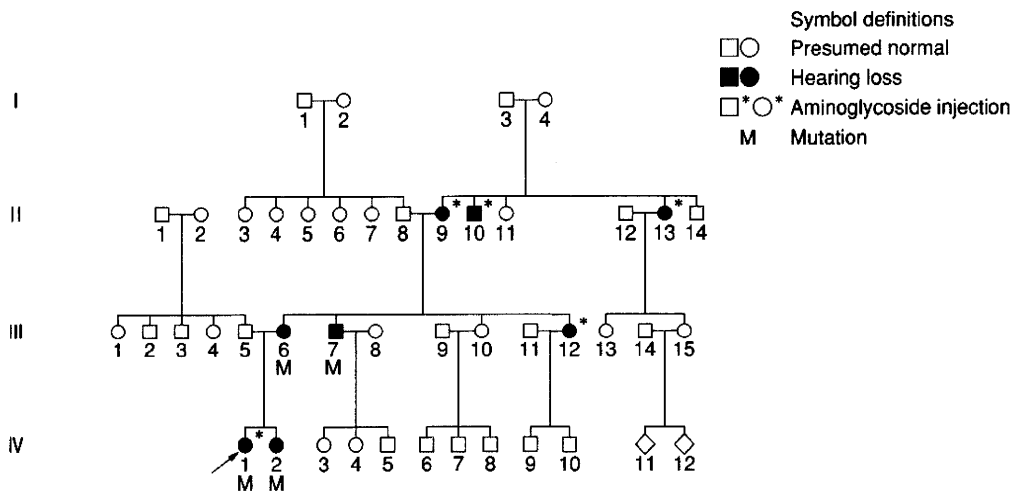 Symbol definitions
Presumed normal
Hearing loss
* * Aminoglycoside injection
M Mutation
I
1 2 3 4
II
* * *
1 2 3 4 5 6 7 8 9 10 11 12 13 14
III
*
1 2 3 4 5 6 7 8 9 10 11 12 13 14 15
M M
IV
*
1 2 3 4 5 6 7 8 9 10 11 12
M M